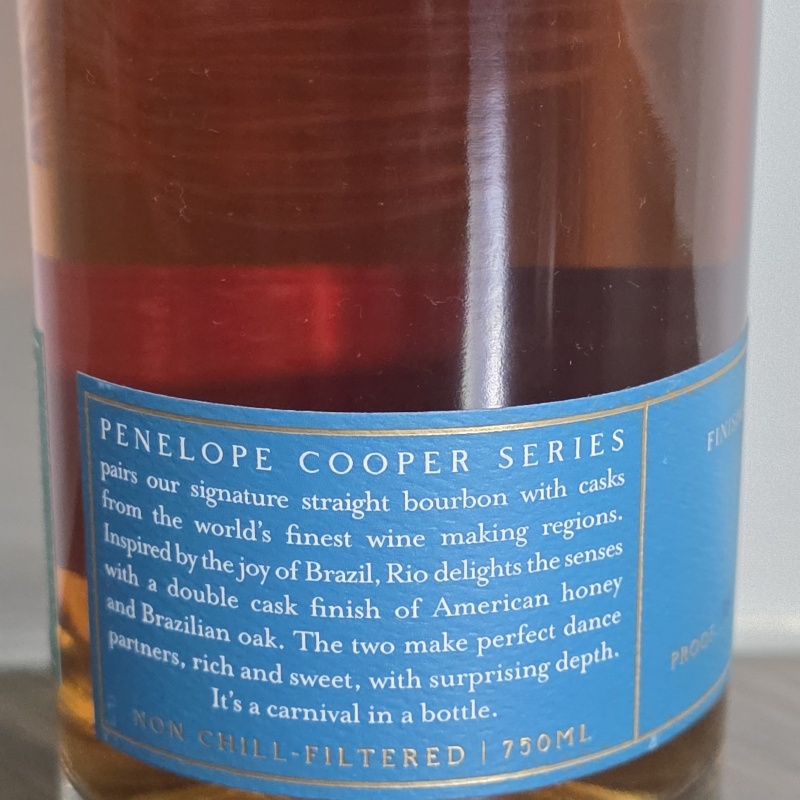 PENELOPE COOPER SERIES
pairs our signature straight bourbon with casks
from the world's finest wine making regions.
Inspired by the joy of Brazil, Rio delights the senses
with a double cask finish of American honey
and Brazilian oak. The two make perfect dance
partners, rich and sweet, with surprising depth.
It's a carnival in a bottle.
NON CHILL-FILTERED | 750ML
PROOF